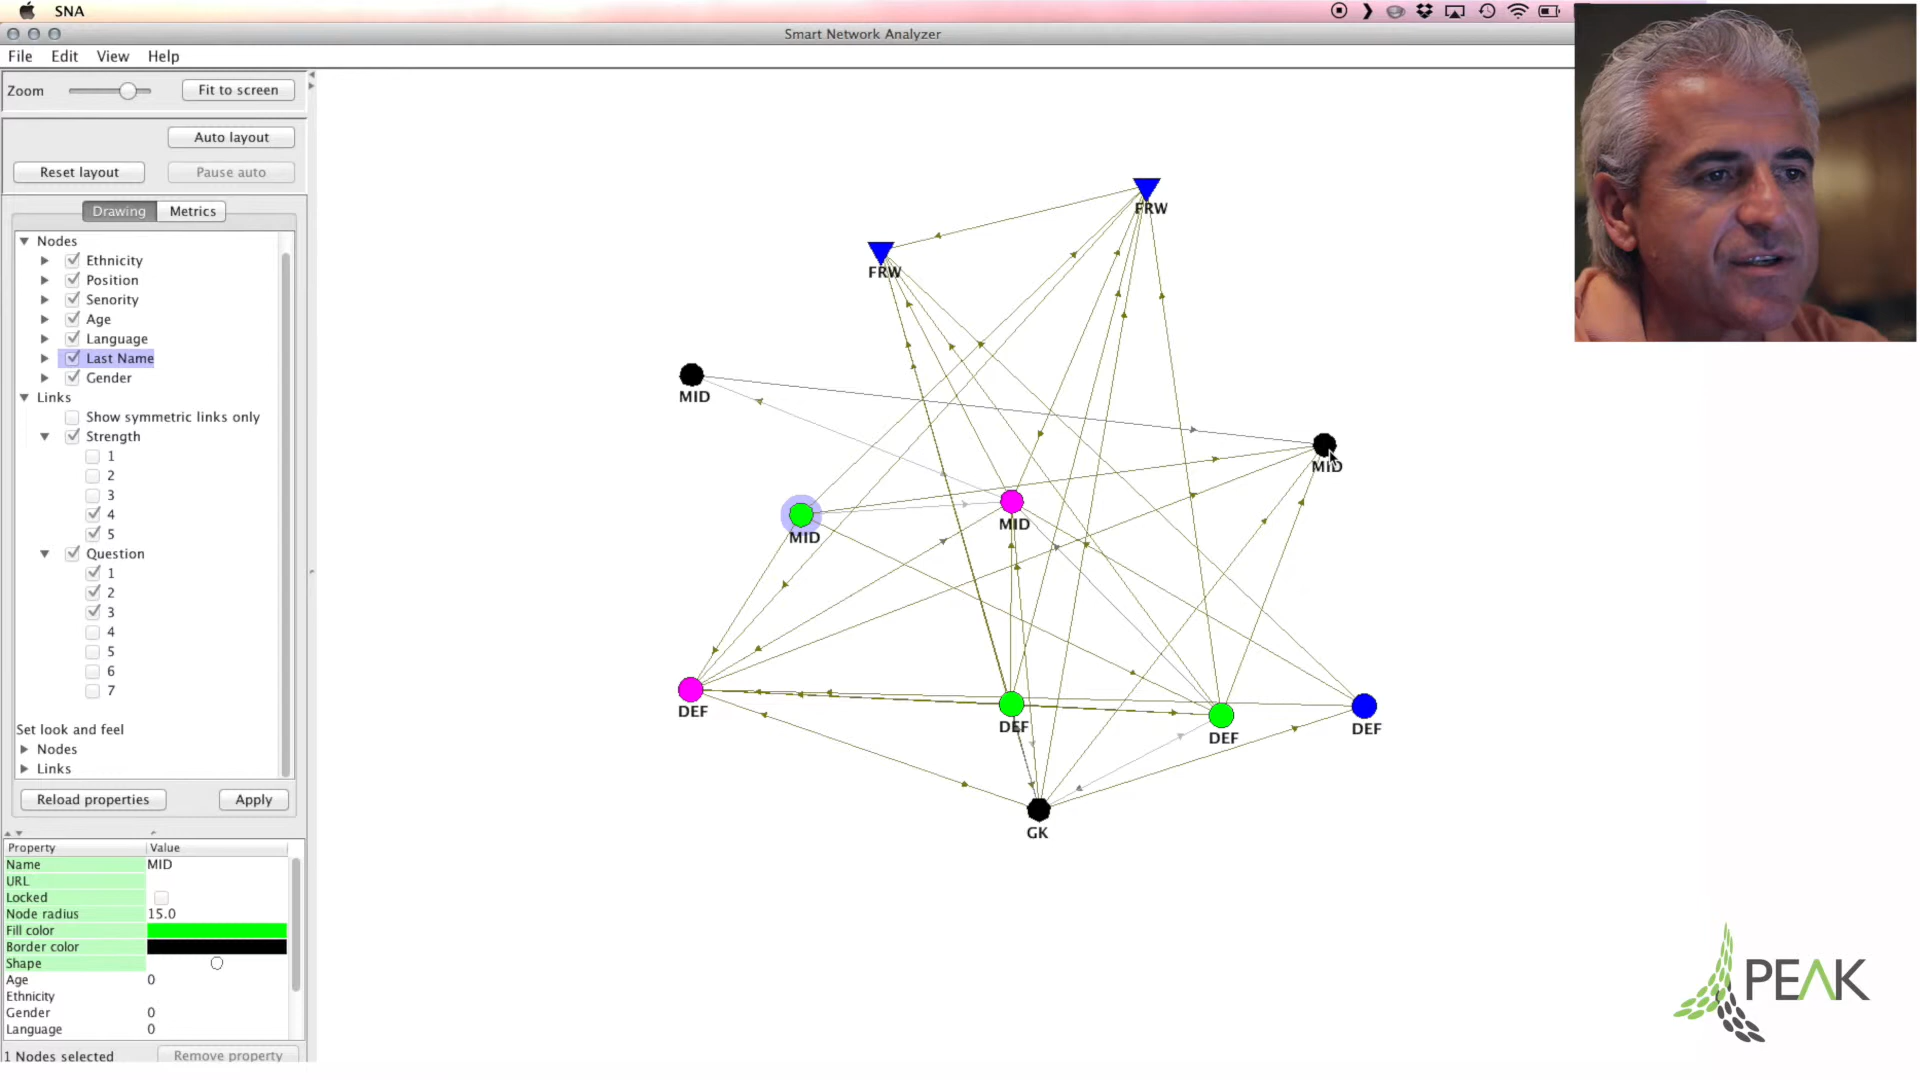 SNA
Smart Network Analyzer
File Edit View Help
Zoom Fit to screen
Auto layout
Reset layout Pause auto
Drawing Metrics
Nodes
Ethnicity
Position
Senority
Age
Language
Last Name
Gender
Links
Show symmetric links only
Strength
1
2
3
4
5
Question
1
2
3
4
5
6
7
Set look and feel
Nodes
Links
Reload properties Apply
Property Value
Name MID
URL
Locked
Node radius 15.0
Fill color
Border color
Shape
Age 0
Ethnicity
Gender 0
Language 0
1 Nodes selected Remove property
FRW
FRW
MID
MID
MID
MID
DEF
DEF
DEF
DEF
GK
PEAK